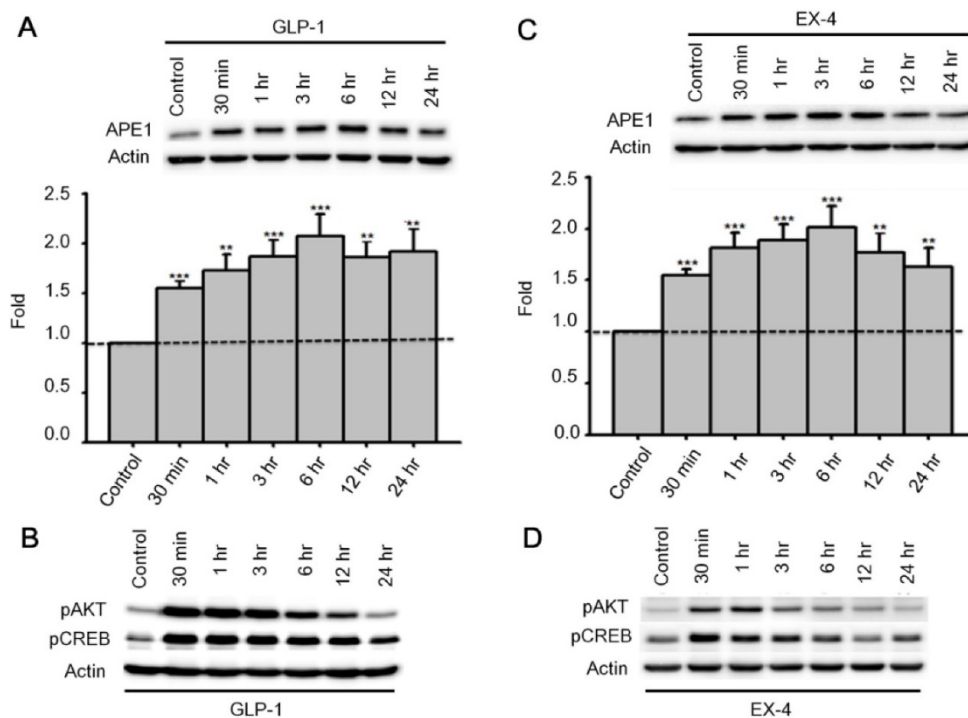 A
GLP-1
Control 30 min 1 hr 3 hr 6 hr 12 hr 24 hr
APE1
Actin
2.5
2.0
1.5
1.0
0.5
0.0
Fold
*** ** *** *** ** **
Control 30 min 1 hr 3 hr 6 hr 12 hr 24 hr
C
EX-4
Control 30 min 1 hr 3 hr 6 hr 12 hr 24 hr
APE1
Actin
2.5
2.0
1.5
1.0
0.5
0.0
Fold
*** *** *** *** ** **
Control 30 min 1 hr 3 hr 6 hr 12 hr 24 hr
B
Control 30 min 1 hr 3 hr 6 hr 12 hr 24 hr
pAKT
pCREB
Actin
GLP-1
D
Control 30 min 1 hr 3 hr 6 hr 12 hr 24 hr
pAKT
pCREB
Actin
EX-4